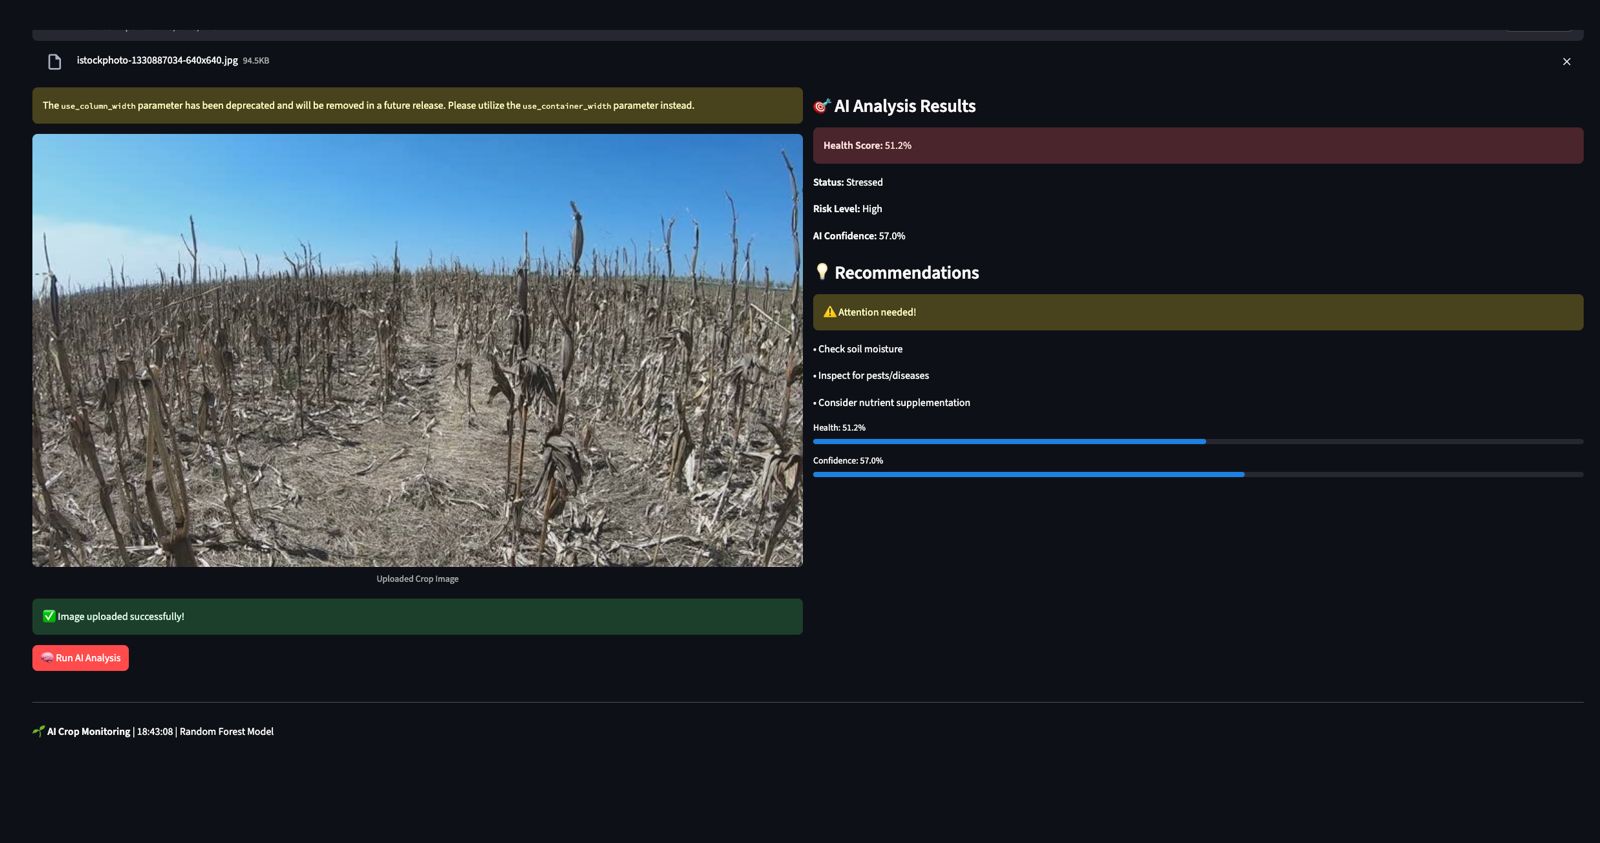 istockphoto-1330887034-640x640.jpg 94.5KB
The use_column_width parameter has been deprecated and will be removed in a future release. Please utilize the use_container_width parameter instead.
Uploaded Crop Image
✅ Image uploaded successfully!
🧠 Run AI Analysis
🎯 AI Analysis Results
Health Score: 51.2%
Status: Stressed
Risk Level: High
AI Confidence: 57.0%
💡 Recommendations
⚠️ Attention needed!
• Check soil moisture
• Inspect for pests/diseases
• Consider nutrient supplementation
Health: 51.2%
Confidence: 57.0%
🌱 AI Crop Monitoring | 18:43:08 | Random Forest Model